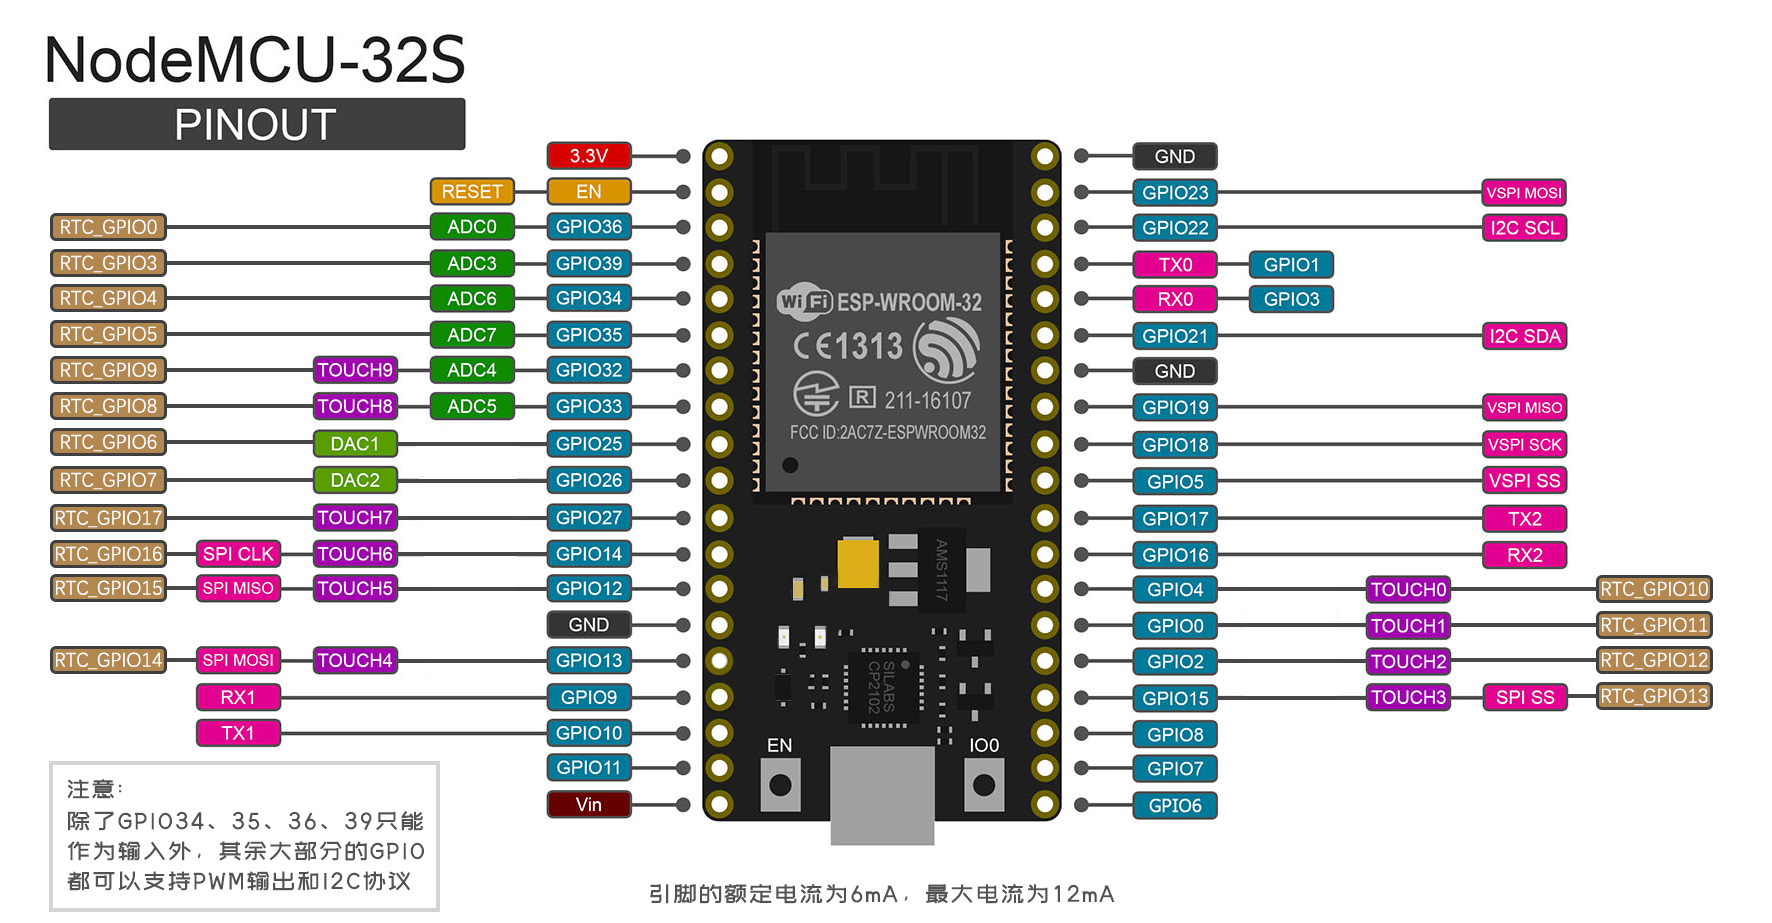 NodeMCU-32S
PINOUT
3.3V
RESET EN
RTC_GPIO0 ADC0 GPIO36
RTC_GPIO3 ADC3 GPIO39
RTC_GPIO4 ADC6 GPIO34
RTC_GPIO5 ADC7 GPIO35
RTC_GPIO9 TOUCH9 ADC4 GPIO32
RTC_GPIO8 TOUCH8 ADC5 GPIO33
RTC_GPIO6 DAC1 GPIO25
RTC_GPIO7 DAC2 GPIO26
RTC_GPIO17 TOUCH7 GPIO27
RTC_GPIO16 SPI CLK TOUCH6 GPIO14
RTC_GPIO15 SPI MISO TOUCH5 GPIO12
GND
RTC_GPIO14 SPI MOSI TOUCH4 GPIO13
RX1 GPIO9
TX1 GPIO10
GPIO11
Vin
WiFi ESP-WROOM-32
CE1313
R 211-16107
FCC ID:2AC7Z-ESPWROOM32
AMS1117
SILABS
CP2102
EN
IO0
GND
GPIO23 VSPI MOSI
GPIO22 I2C SCL
TX0 GPIO1
RX0 GPIO3
GPIO21 I2C SDA
GND
GPIO19 VSPI MISO
GPIO18 VSPI SCK
GPIO5 VSPI SS
GPIO17 TX2
GPIO16 RX2
GPIO4 TOUCH0 RTC_GPIO10
GPIO0 TOUCH1 RTC_GPIO11
GPIO2 TOUCH2 RTC_GPIO12
GPIO15 TOUCH3 SPI SS RTC_GPIO13
GPIO8
GPIO7
GPIO6
注意:
除了GPIO34、35、36、39只能
作为输入外，其余大部分的GPIO
都可以支持PWM输出和I2C协议
引脚的额定电流为6mA，最大电流为12mA